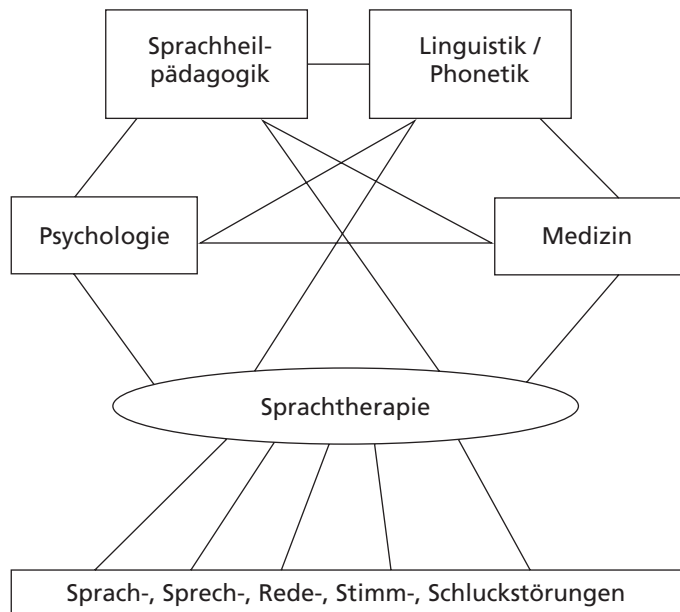 Sprachheil-
pädagogik
Linguistik /
Phonetik
Psychologie
Medizin
Sprachtherapie
Sprach-, Sprech-, Rede-, Stimm-, Schluckstörungen